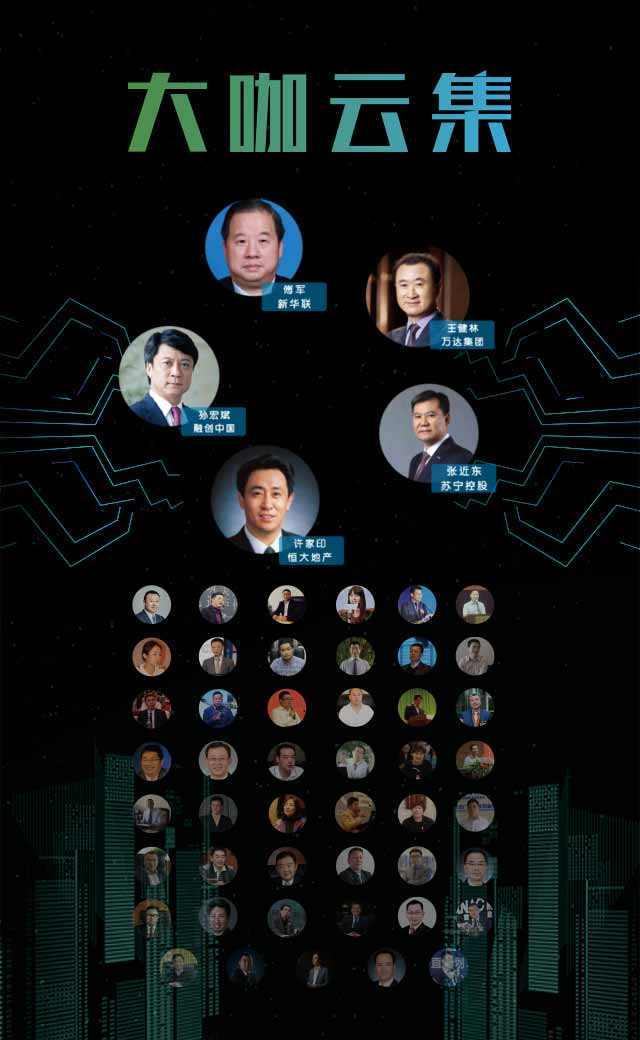 大咖云集
傅军
新华联
王健林
万达集团
孙宏斌
融创中国
张近东
苏宁控股
许家印
恒大地产